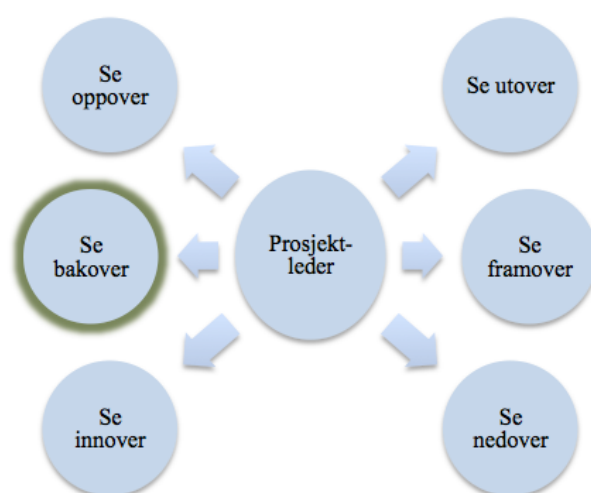 Se
oppover
Se utover
Se
bakover
Prosjekt-
leder
Se
framover
Se
innover
Se
nedover